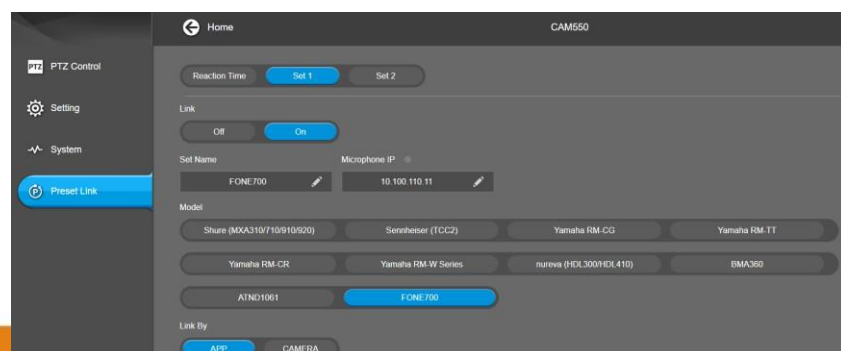 Home
CAM550
PTZ PTZ Control
Setting
System
P Preset Link
Reaction Time Set 1 Set 2
Link
Off On
Set Name Microphone IP
FONE700 10.100.110.11
Model
Shure (MXA310/710/910/920) Sennheiser (TCC2) Yamaha RM-CG Yamaha RM-TT
Yamaha RM-CR Yamaha RM-W Series nureva (HDL300/HDL410) BMA360
ATND1061 FONE700
Link By
APP CAMERA